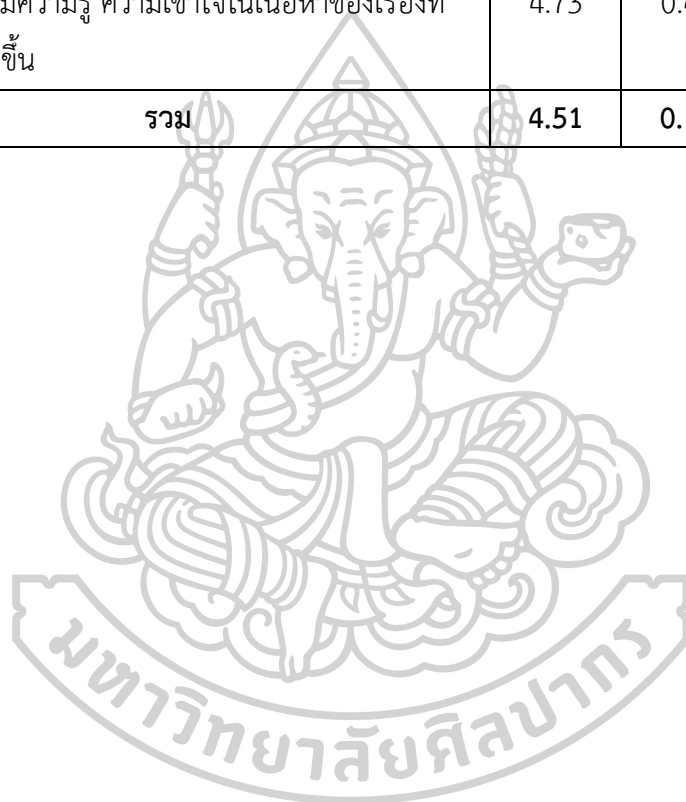 ความรู้ ความเข้าใจในเนื้อหาของเรื่องที่ 4.73 0.
ขึ้น
รวม 4.51 0.
มหาวิทยาลัยศิลปากร